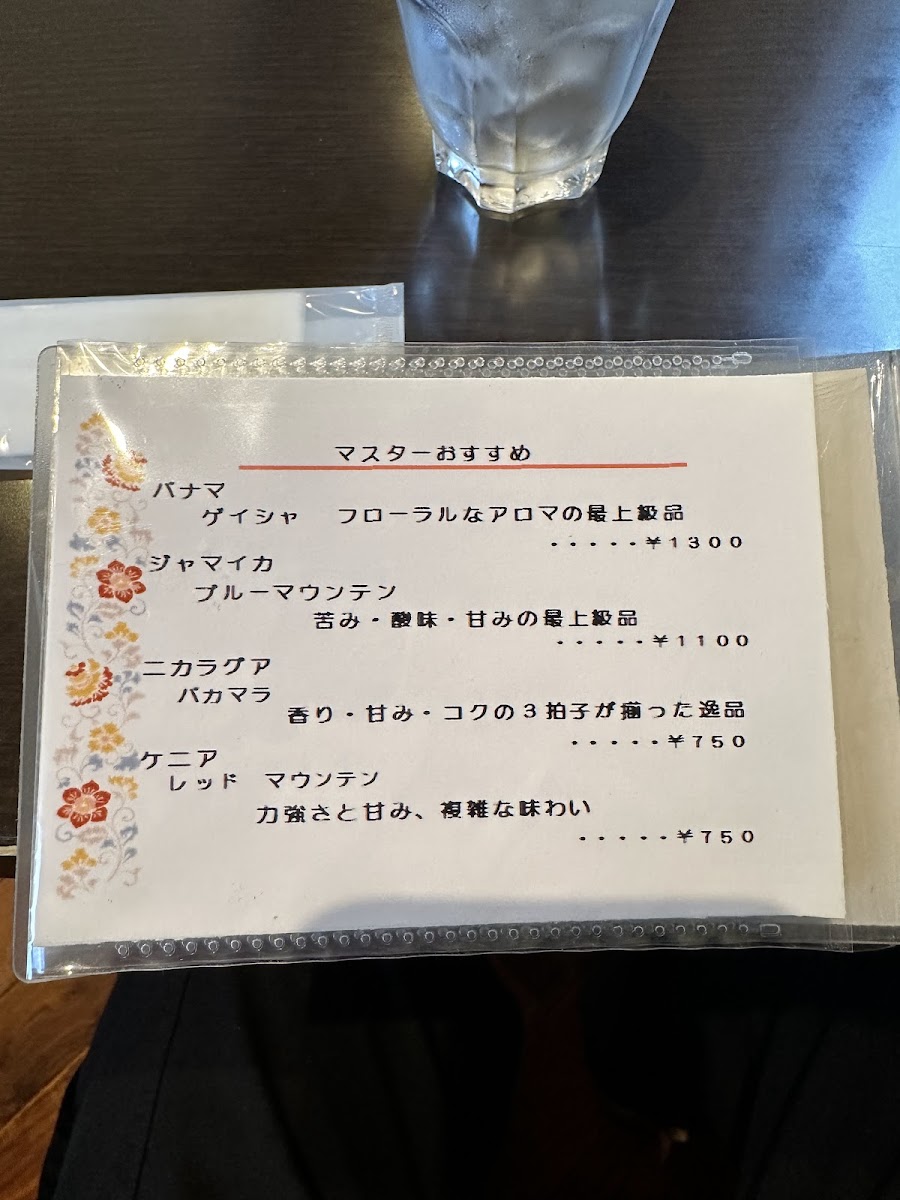 マスターおすすめ
パナマ
ゲイシャ　フローラルなアロマの最上級品
・・・・・¥１３００
ジャマイカ
ブルーマウンテン
苦み・酸味・甘みの最上級品
・・・・・¥１１００
ニカラグア
パカマラ
香り・甘み・コクの３拍子が揃った逸品
・・・・・¥７５０
ケニア
レッド　マウンテン
力強さと甘み、複雑な味わい
・・・・・¥７５０